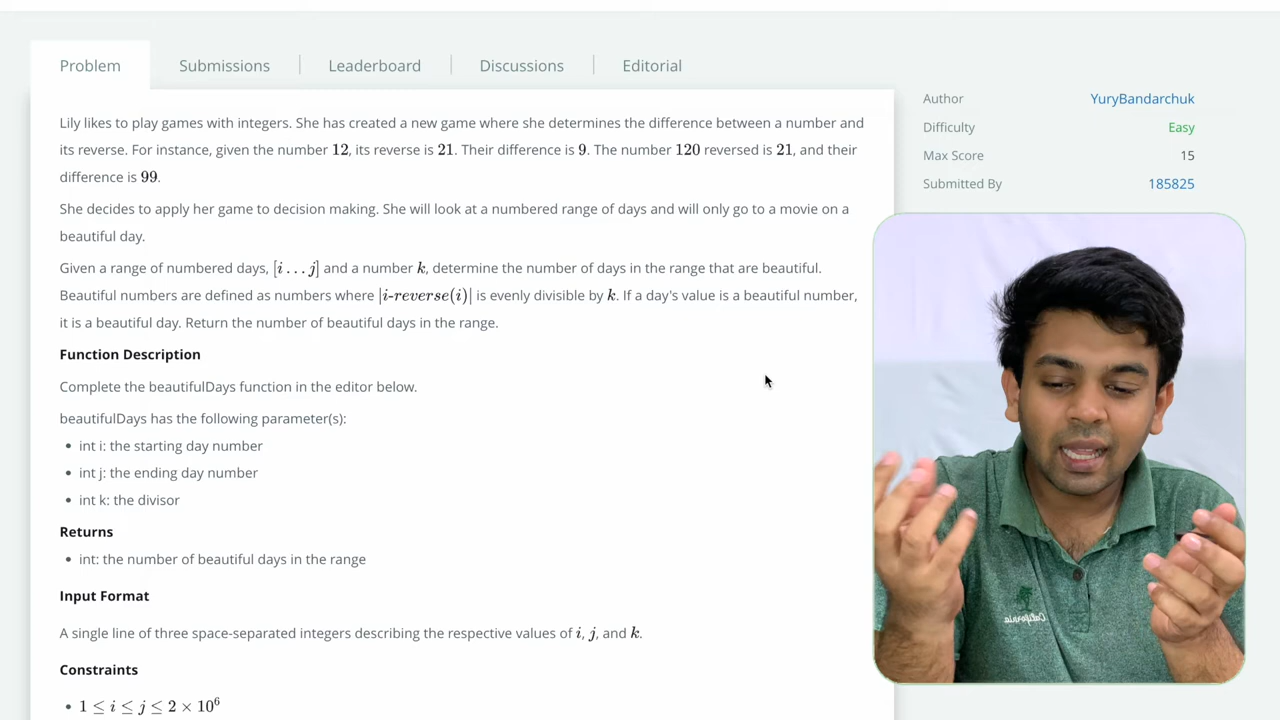 Problem
Submissions
Leaderboard
Discussions
Editorial
Lily likes to play games with integers. She has created a new game where she determines the difference between a number and
its reverse. For instance, given the number 12, its reverse is 21. Their difference is 9. The number 120 reversed is 21, and their
difference is 99.
She decides to apply her game to decision making. She will look at a numbered range of days and will only go to a movie on a
beautiful day.
Given a range of numbered days, [i . . . j] and a number k, determine the number of days in the range that are beautiful.
Beautiful numbers are defined as numbers where |i-reverse(i)| is evenly divisible by k. If a day's value is a beautiful number,
it is a beautiful day. Return the number of beautiful days in the range.
Function Description
Complete the beautifulDays function in the editor below.
beautifulDays has the following parameter(s):
• int i: the starting day number
• int j: the ending day number
• int k: the divisor
Returns
• int: the number of beautiful days in the range
Input Format
A single line of three space-separated integers describing the respective values of i, j, and k.
Constraints
• 1 ≤ i ≤ j ≤ 2 × 10⁶
Author YuryBandarchuk
Difficulty Easy
Max Score 15
Submitted By 185825
California